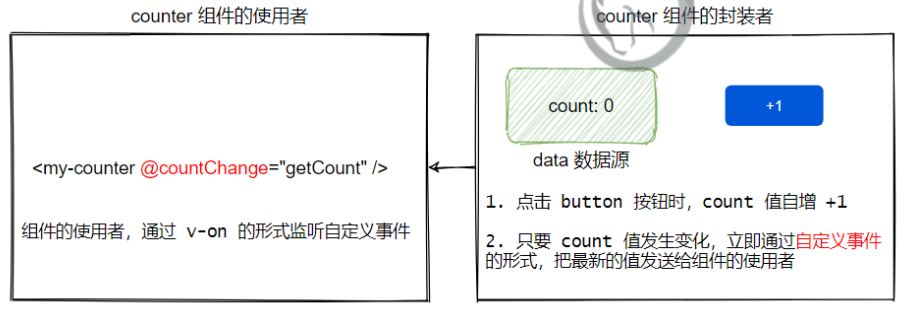 counter 组件的使用者
<my-counter @countChange="getCount" />
组件的使用者，通过 v-on 的形式监听自定义事件
counter 组件的封装者
count: 0
+1
data 数据源
1. 点击 button 按钮时，count 值自增 +1
2. 只要 count 值发生变化，立即通过自定义事件
的形式，把最新的值发送给组件的使用者